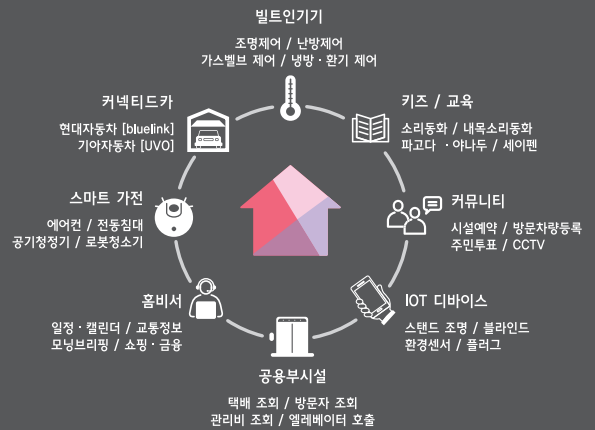 빌트인기기
조명제어 / 난방제어
가스벨브 제어 / 냉방 · 환기 제어
키즈 / 교육
소리동화 / 내목소리동화
파고다 · 야나두 / 세이펜
커뮤니티
시설예약 / 방문차량등록
주민투표 / CCTV
IOT 디바이스
스탠드 조명 / 블라인드
환경센서 / 플러그
공용부시설
택배 조회 / 방문자 조회
관리비 조회 / 엘레베이터 호출
홈비서
일정 · 캘린더 / 교통정보
모닝브리핑 / 쇼핑 · 금융
스마트 가전
에어컨 / 전동침대
공기청정기 / 로봇청소기
커넥티드카
현대자동차 [bluelink]
기아자동차 [UVO]